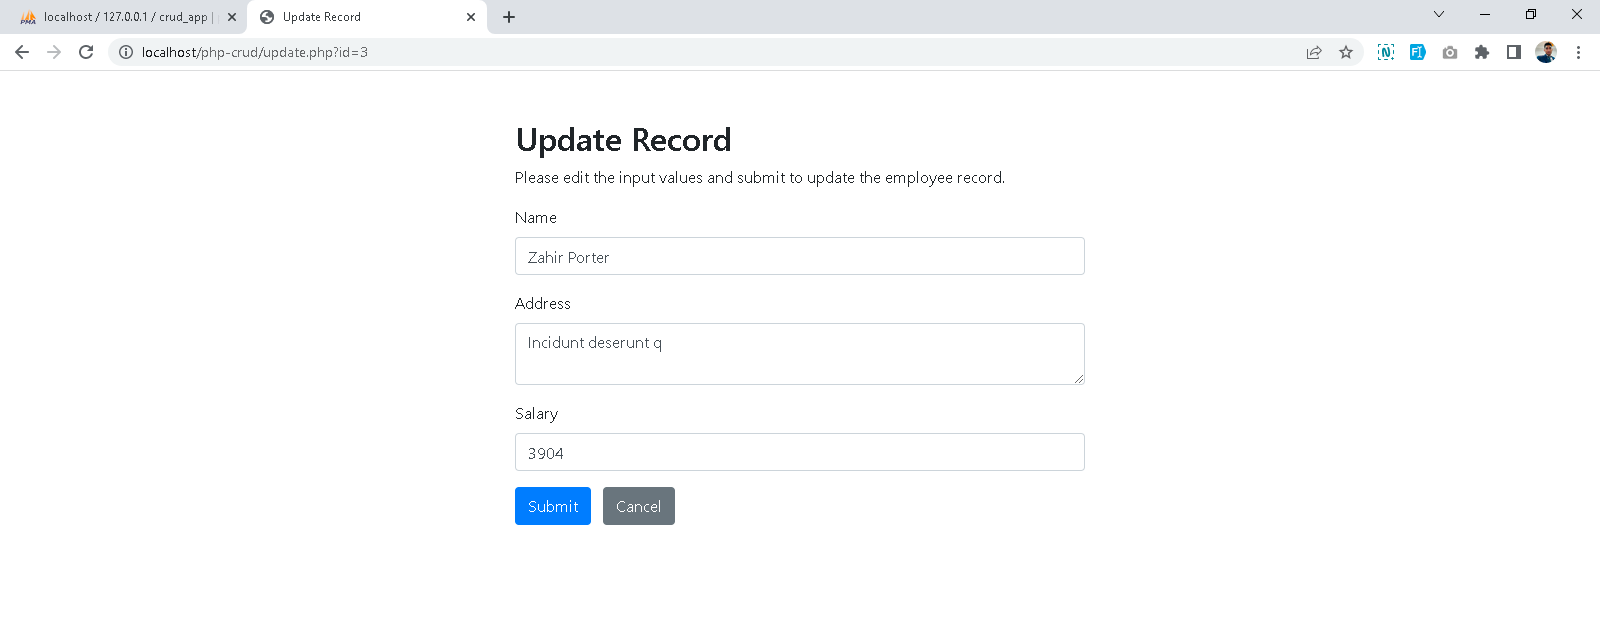 PMA localhost / 127.0.0.1 / crud_app |
Update Record
localhost/php-crud/update.php?id=3
Update Record
Please edit the input values and submit to update the employee record.
Name
Zahir Porter
Address
Incidunt deserunt q
Salary
3904
Submit Cancel